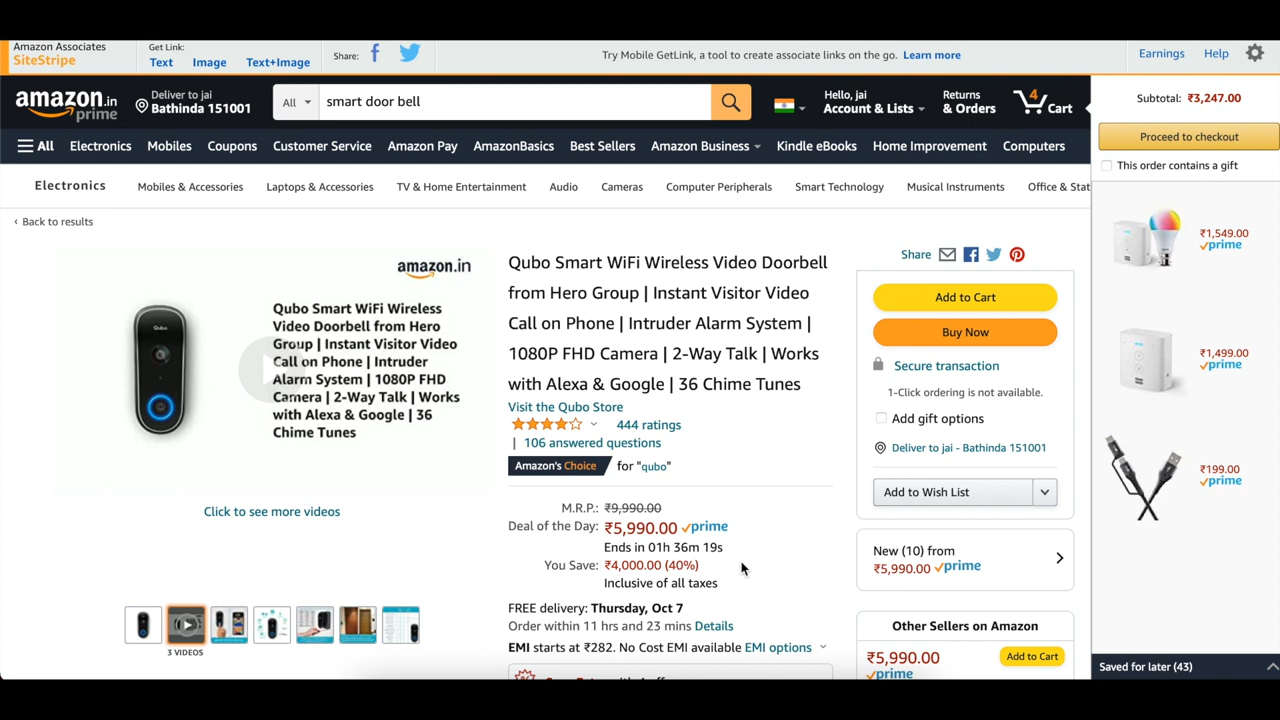 Amazon Associates
SiteStripe
Get Link:
Text Image Text+Image
Share:
Try Mobile GetLink, a tool to create associate links on the go. Learn more
Earnings Help
amazon.in
prime
Deliver to jai
Bathinda 151001
All
smart door bell
Hello, jai
Account & Lists
Returns
& Orders
4
Cart
Subtotal: ₹3,247.00
Proceed to checkout
This order contains a gift
All Electronics Mobiles Coupons Customer Service Amazon Pay AmazonBasics Best Sellers Amazon Business Kindle eBooks Home Improvement Computers
Electronics Mobiles & Accessories Laptops & Accessories TV & Home Entertainment Audio Cameras Computer Peripherals Smart Technology Musical Instruments Office & Stat
‹ Back to results
amazon.in
Qubo
Qubo Smart WiFi Wireless
Video Doorbell from Hero
Group | Instant Visitor Video
Call on Phone | Intruder
Alarm System | 1080P FHD
Camera | 2-Way Talk | Works
with Alexa & Google | 36
Chime Tunes
Click to see more videos
3 VIDEOS
Qubo Smart WiFi Wireless Video Doorbell
from Hero Group | Instant Visitor Video
Call on Phone | Intruder Alarm System |
1080P FHD Camera | 2-Way Talk | Works
with Alexa & Google | 36 Chime Tunes
Visit the Qubo Store
444 ratings
| 106 answered questions
Amazon's Choice for "qubo"
M.R.P.: ₹9,990.00
Deal of the Day: ₹5,990.00 prime
Ends in 01h 36m 19s
You Save: ₹4,000.00 (40%)
Inclusive of all taxes
FREE delivery: Thursday, Oct 7
Order within 11 hrs and 23 mins Details
EMI starts at ₹282. No Cost EMI available EMI options
Share
Add to Cart
Buy Now
Secure transaction
1-Click ordering is not available.
Add gift options
Deliver to jai - Bathinda 151001
Add to Wish List
New (10) from
₹5,990.00 prime
Other Sellers on Amazon
₹5,990.00
prime
Add to Cart
₹1,549.00
prime
₹1,499.00
prime
₹199.00
prime
Saved for later (43)